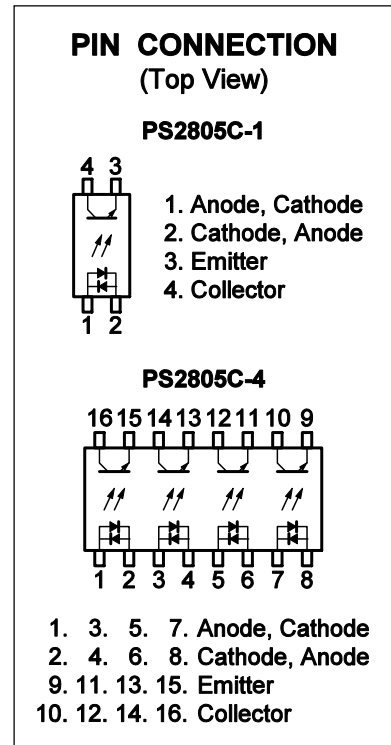 PIN CONNECTION
(Top View)
PS2805C-1
4 3
1. Anode, Cathode
2. Cathode, Anode
3. Emitter
4. Collector
1 2
PS2805C-4
16 15 14 13 12 11 10 9
1 2 3 4 5 6 7 8
1. 3. 5. 7. Anode, Cathode
2. 4. 6. 8. Cathode, Anode
9. 11. 13. 15. Emitter
10. 12. 14. 16. Collector